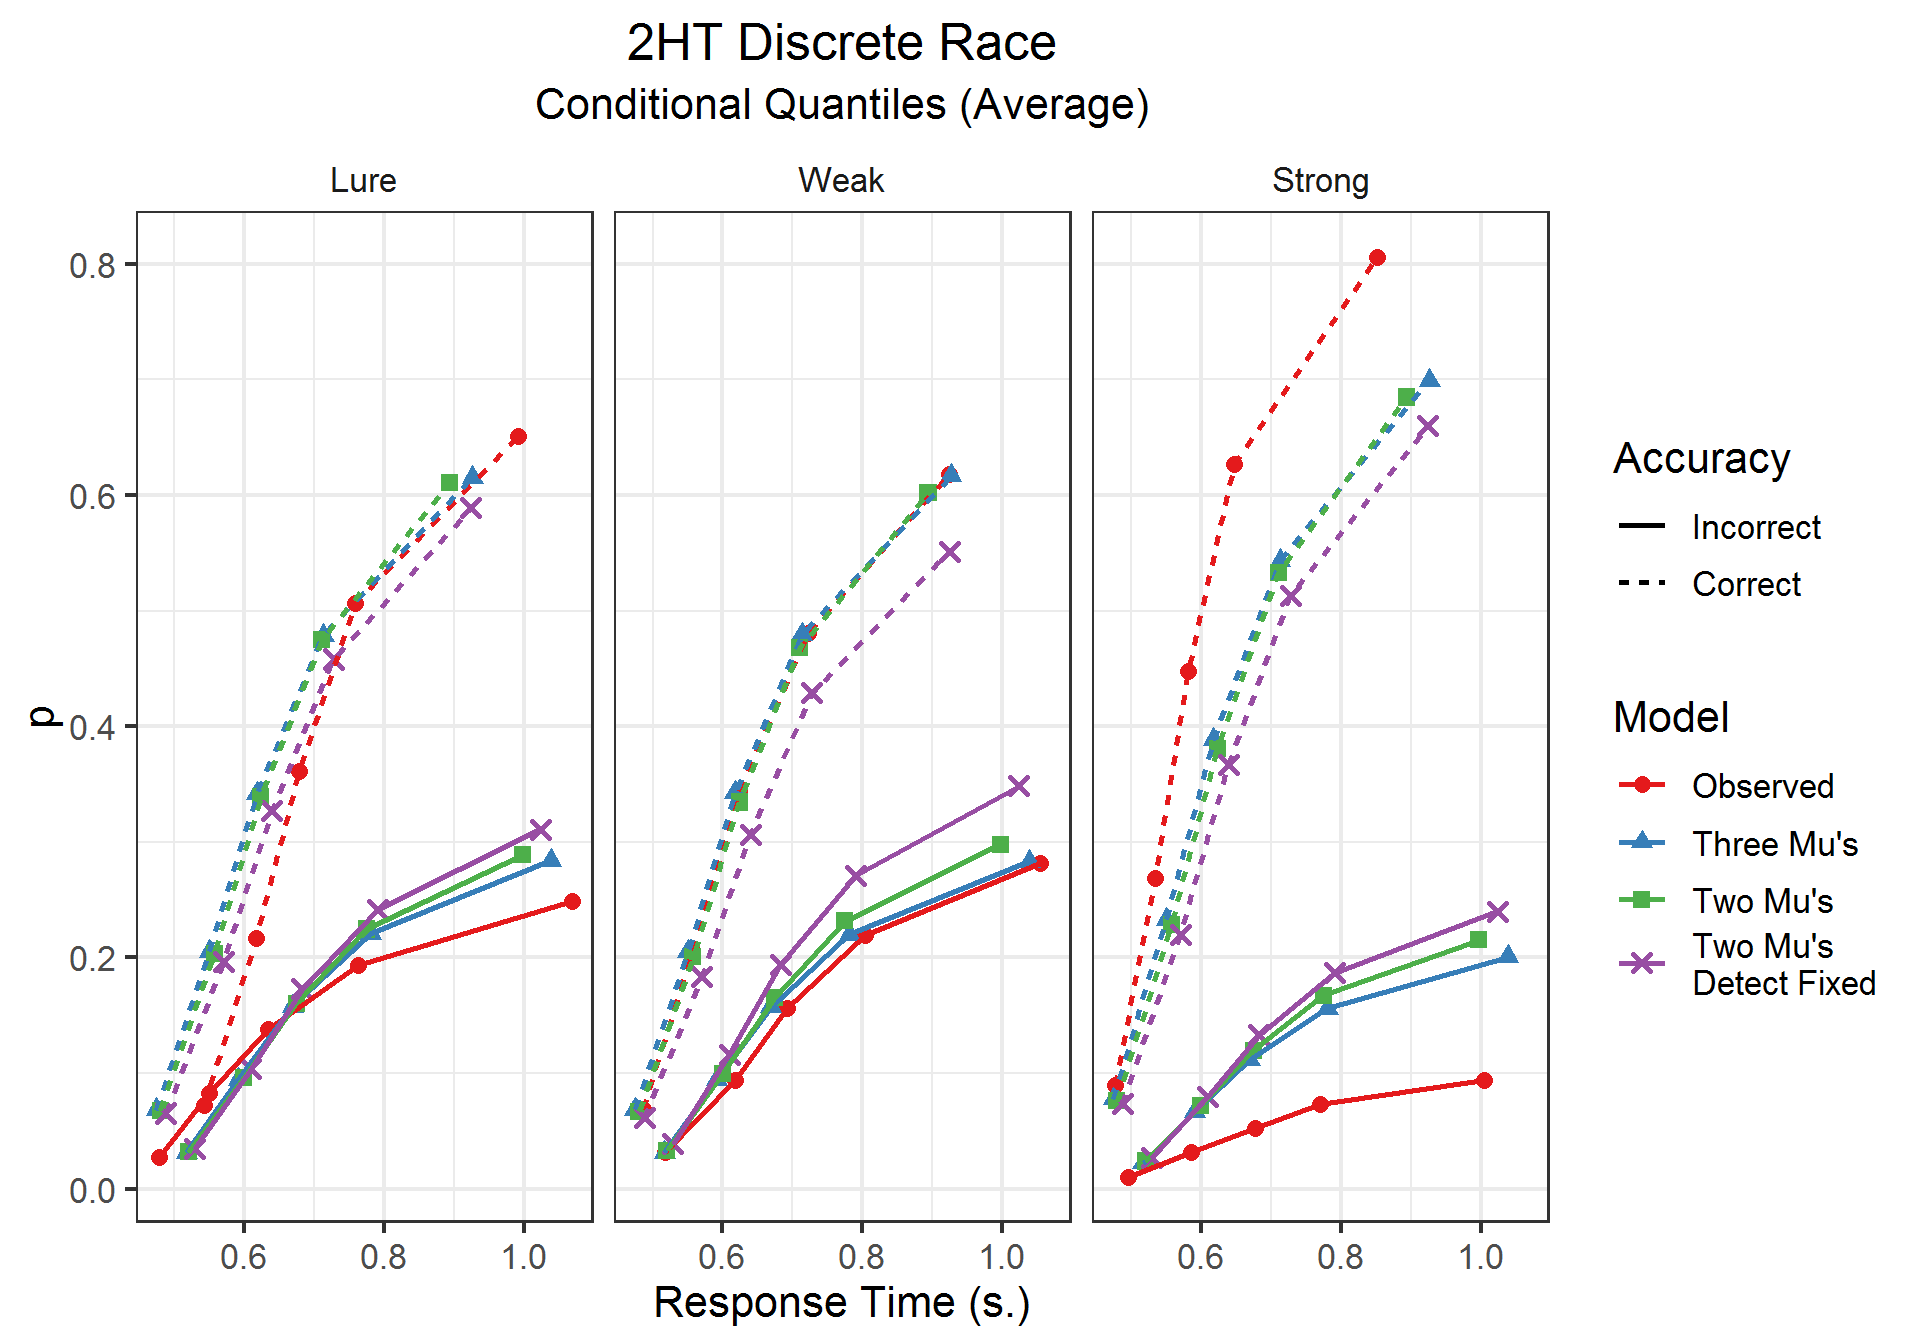 2HT Discrete Race
Conditional Quantiles (Average)
Lure
Weak
Strong
0.8
0.6
0.4
0.2
0.0
p
0.6 0.8 1.0
0.6 0.8 1.0
0.6 0.8 1.0
Response Time (s.)
Accuracy
Incorrect
Correct
Model
Observed
Three Mu's
Two Mu's
Two Mu's
Detect Fixed